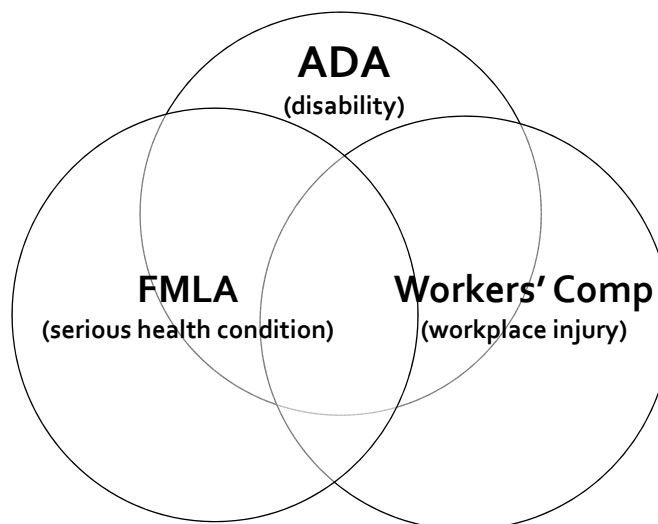 ADA
(disability)
FMLA
(serious health condition)
Workers’ Comp
(workplace injury)